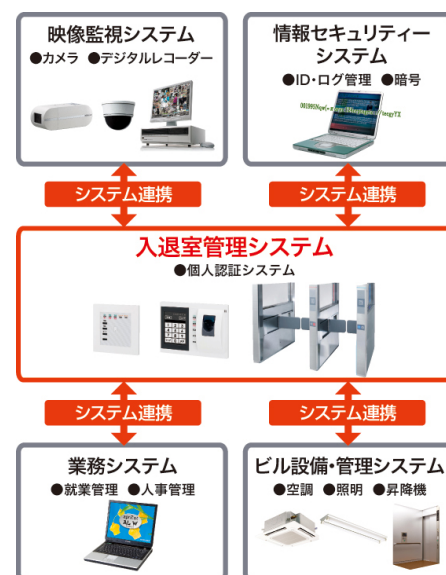 映像監視システム
●カメラ ●デジタルレコーダー
情報セキュリティー
システム
●ID・ログ管理 ●暗号
システム連携
システム連携
入退室管理システム
●個人認証システム
システム連携
システム連携
業務システム
●就業管理 ●人事管理
ビル設備・管理システム
●空調 ●照明 ●昇降機